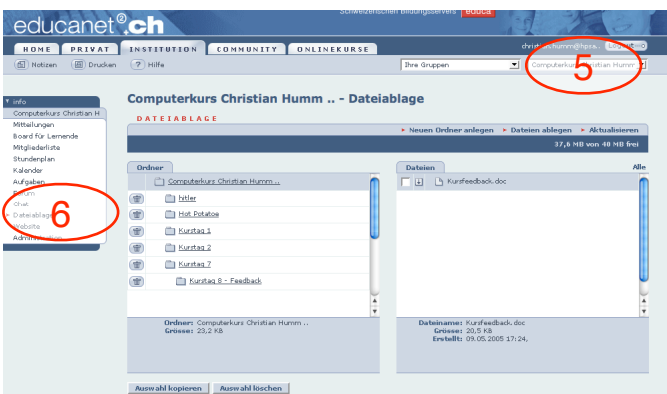 Schweizerischen Bildungsservers educa
educanet².ch
HOME PRIVAT INSTITUTION COMMUNITY ONLINEKURSE
Notizen Drucken ? Hilfe Ihre Gruppen Computerkurs Christian Humm
5
info
Computerkurs Christian H
Mitteilungen
Board für Lernende
Mitgliederliste
Stundenplan
Kalender
Aufgaben
Forum
Chat
Dateiablage
Website
Administration
6
Computerkurs Christian Humm .. - Dateiablage
DATEIABLAGE
Neuen Ordner anlegen Dateien ablegen Aktualisieren
37,6 MB von 40 MB frei
Ordner
Computerkurs Christian Humm ..
hitler
Hot Potatoe
Kurstag 1
Kurstag 2
Kurstag 7
Kurstag 8 - Feedback
Ordner: Computerkurs Christian Humm ..
Grösse: 23,2 KB
Dateien Alle
Kursfeedback.doc
Dateiname: Kursfeedback.doc
Grösse: 20,5 KB
Erstellt: 09.05.2005 17:24,
Auswahl kopieren Auswahl löschen